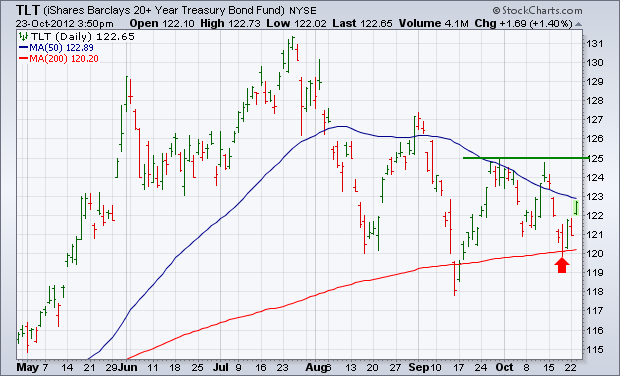 TLT (iShares Barclays 20+ Year Treasury Bond Fund) NYSE © StockCharts.com
23-Oct-2012 3:50pm Open 122.10 High 122.73 Low 122.02 Last 122.65 Volume 4.1M Chg +1.69 (+1.40%)
TLT (Daily) 122.65
MA(50) 122.89
MA(200) 120.20
131
130
129
128
127
126
125
124
123
122
121
120
119
118
117
116
115
May 7 14 21 29 Jun 11 18 25 Jul 9 16 23 Aug 6 13 20 27 Sep 10 17 24 Oct 8 15 22